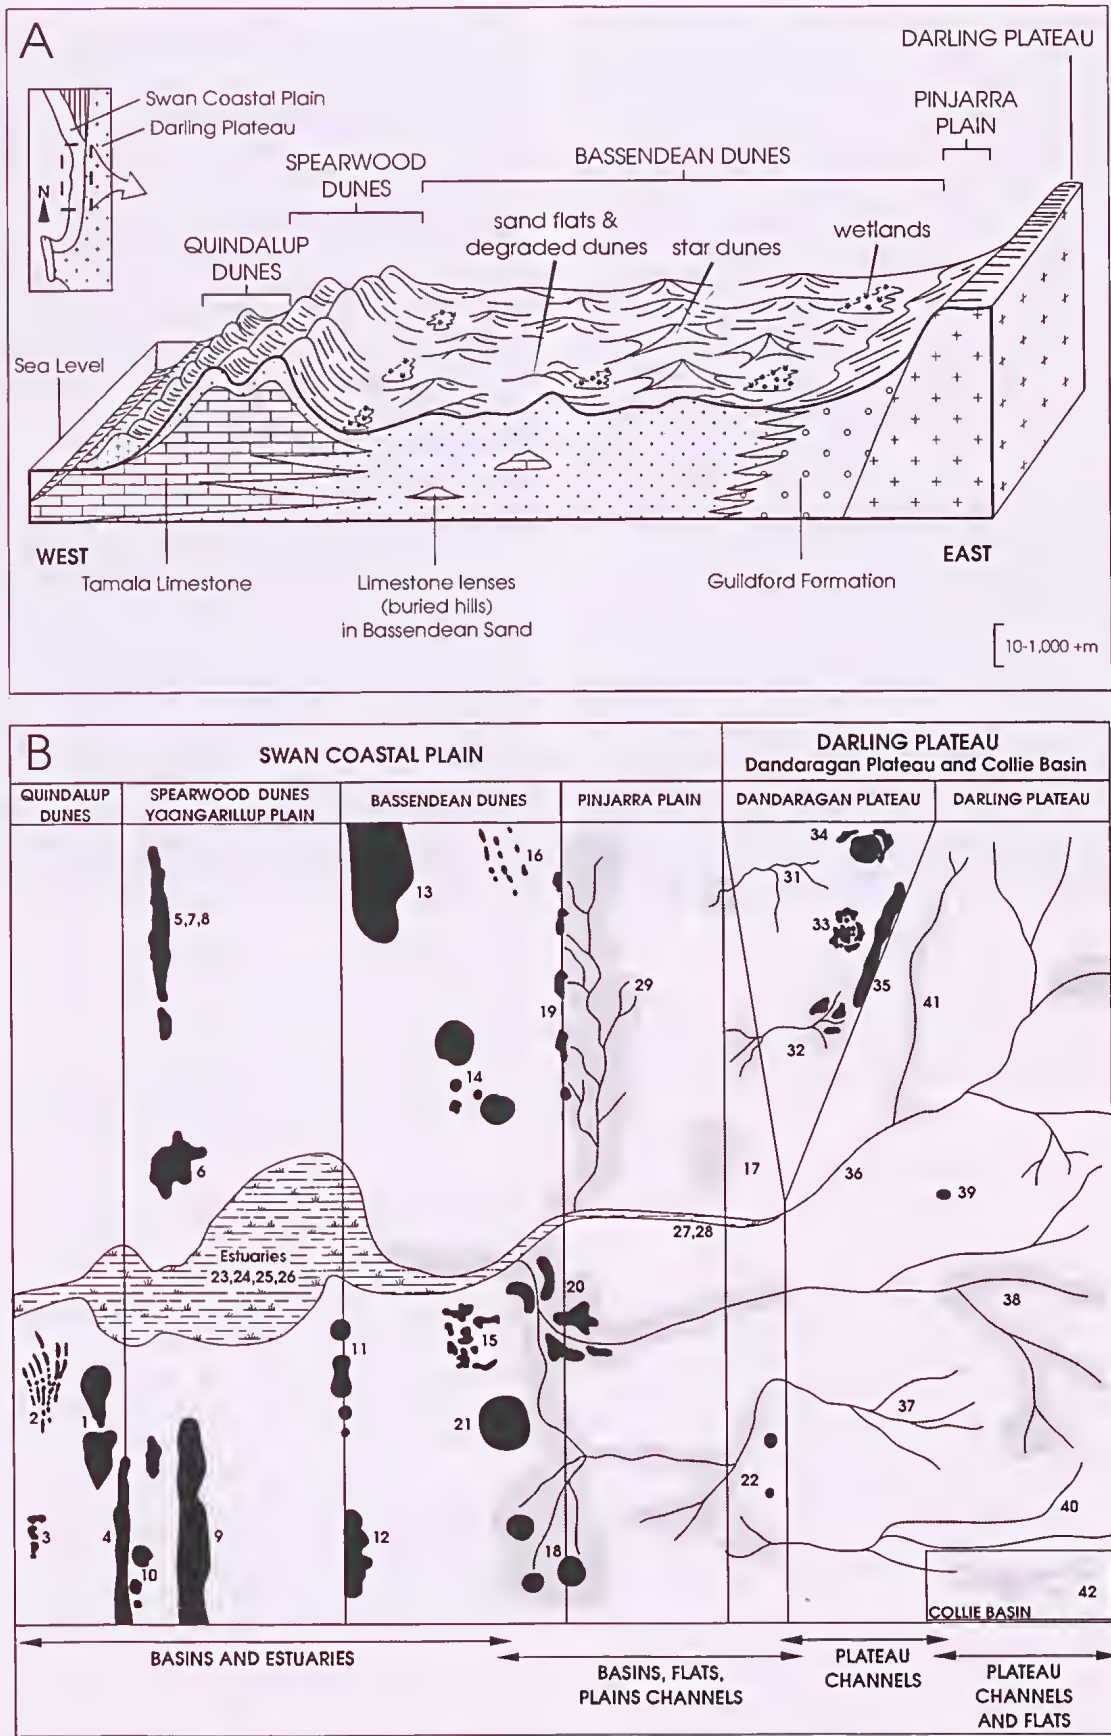 A
DARLING PLATEAU
Swan Coastal Plain
Darling Plateau
N
PINJARRA
PLAIN
SPEARWOOD
DUNES
BASSENDEAN DUNES
QUINDALUP
DUNES
sand flats &
degraded dunes
star dunes
wetlands
Sea Level
WEST
EAST
Tamala Limestone
Limestone lenses
(buried hills)
in Bassendean Sand
Guildford Formation
10-1,000 +m
B
SWAN COASTAL PLAIN
DARLING PLATEAU
Dandaragan Plateau and Collie Basin
QUINDALUP
DUNES
SPEARWOOD DUNES
YOONGARILLUP PLAIN
BASSENDEAN DUNES
PINJARRA PLAIN
DANDARAGAN PLATEAU
DARLING PLATEAU
34
16
31
13
5,7,8
33
29
35
41
19
32
14
6
17
36
39
27,28
Estuaries
23,24,25,26
20
38
15
11
2
1
21
37
22
3
4
9
12
40
10
18
42
COLLIE BASIN
BASINS AND ESTUARIES
BASINS, FLATS,
PLAINS CHANNELS
PLATEAU
CHANNELS
PLATEAU
CHANNELS
AND FLATS